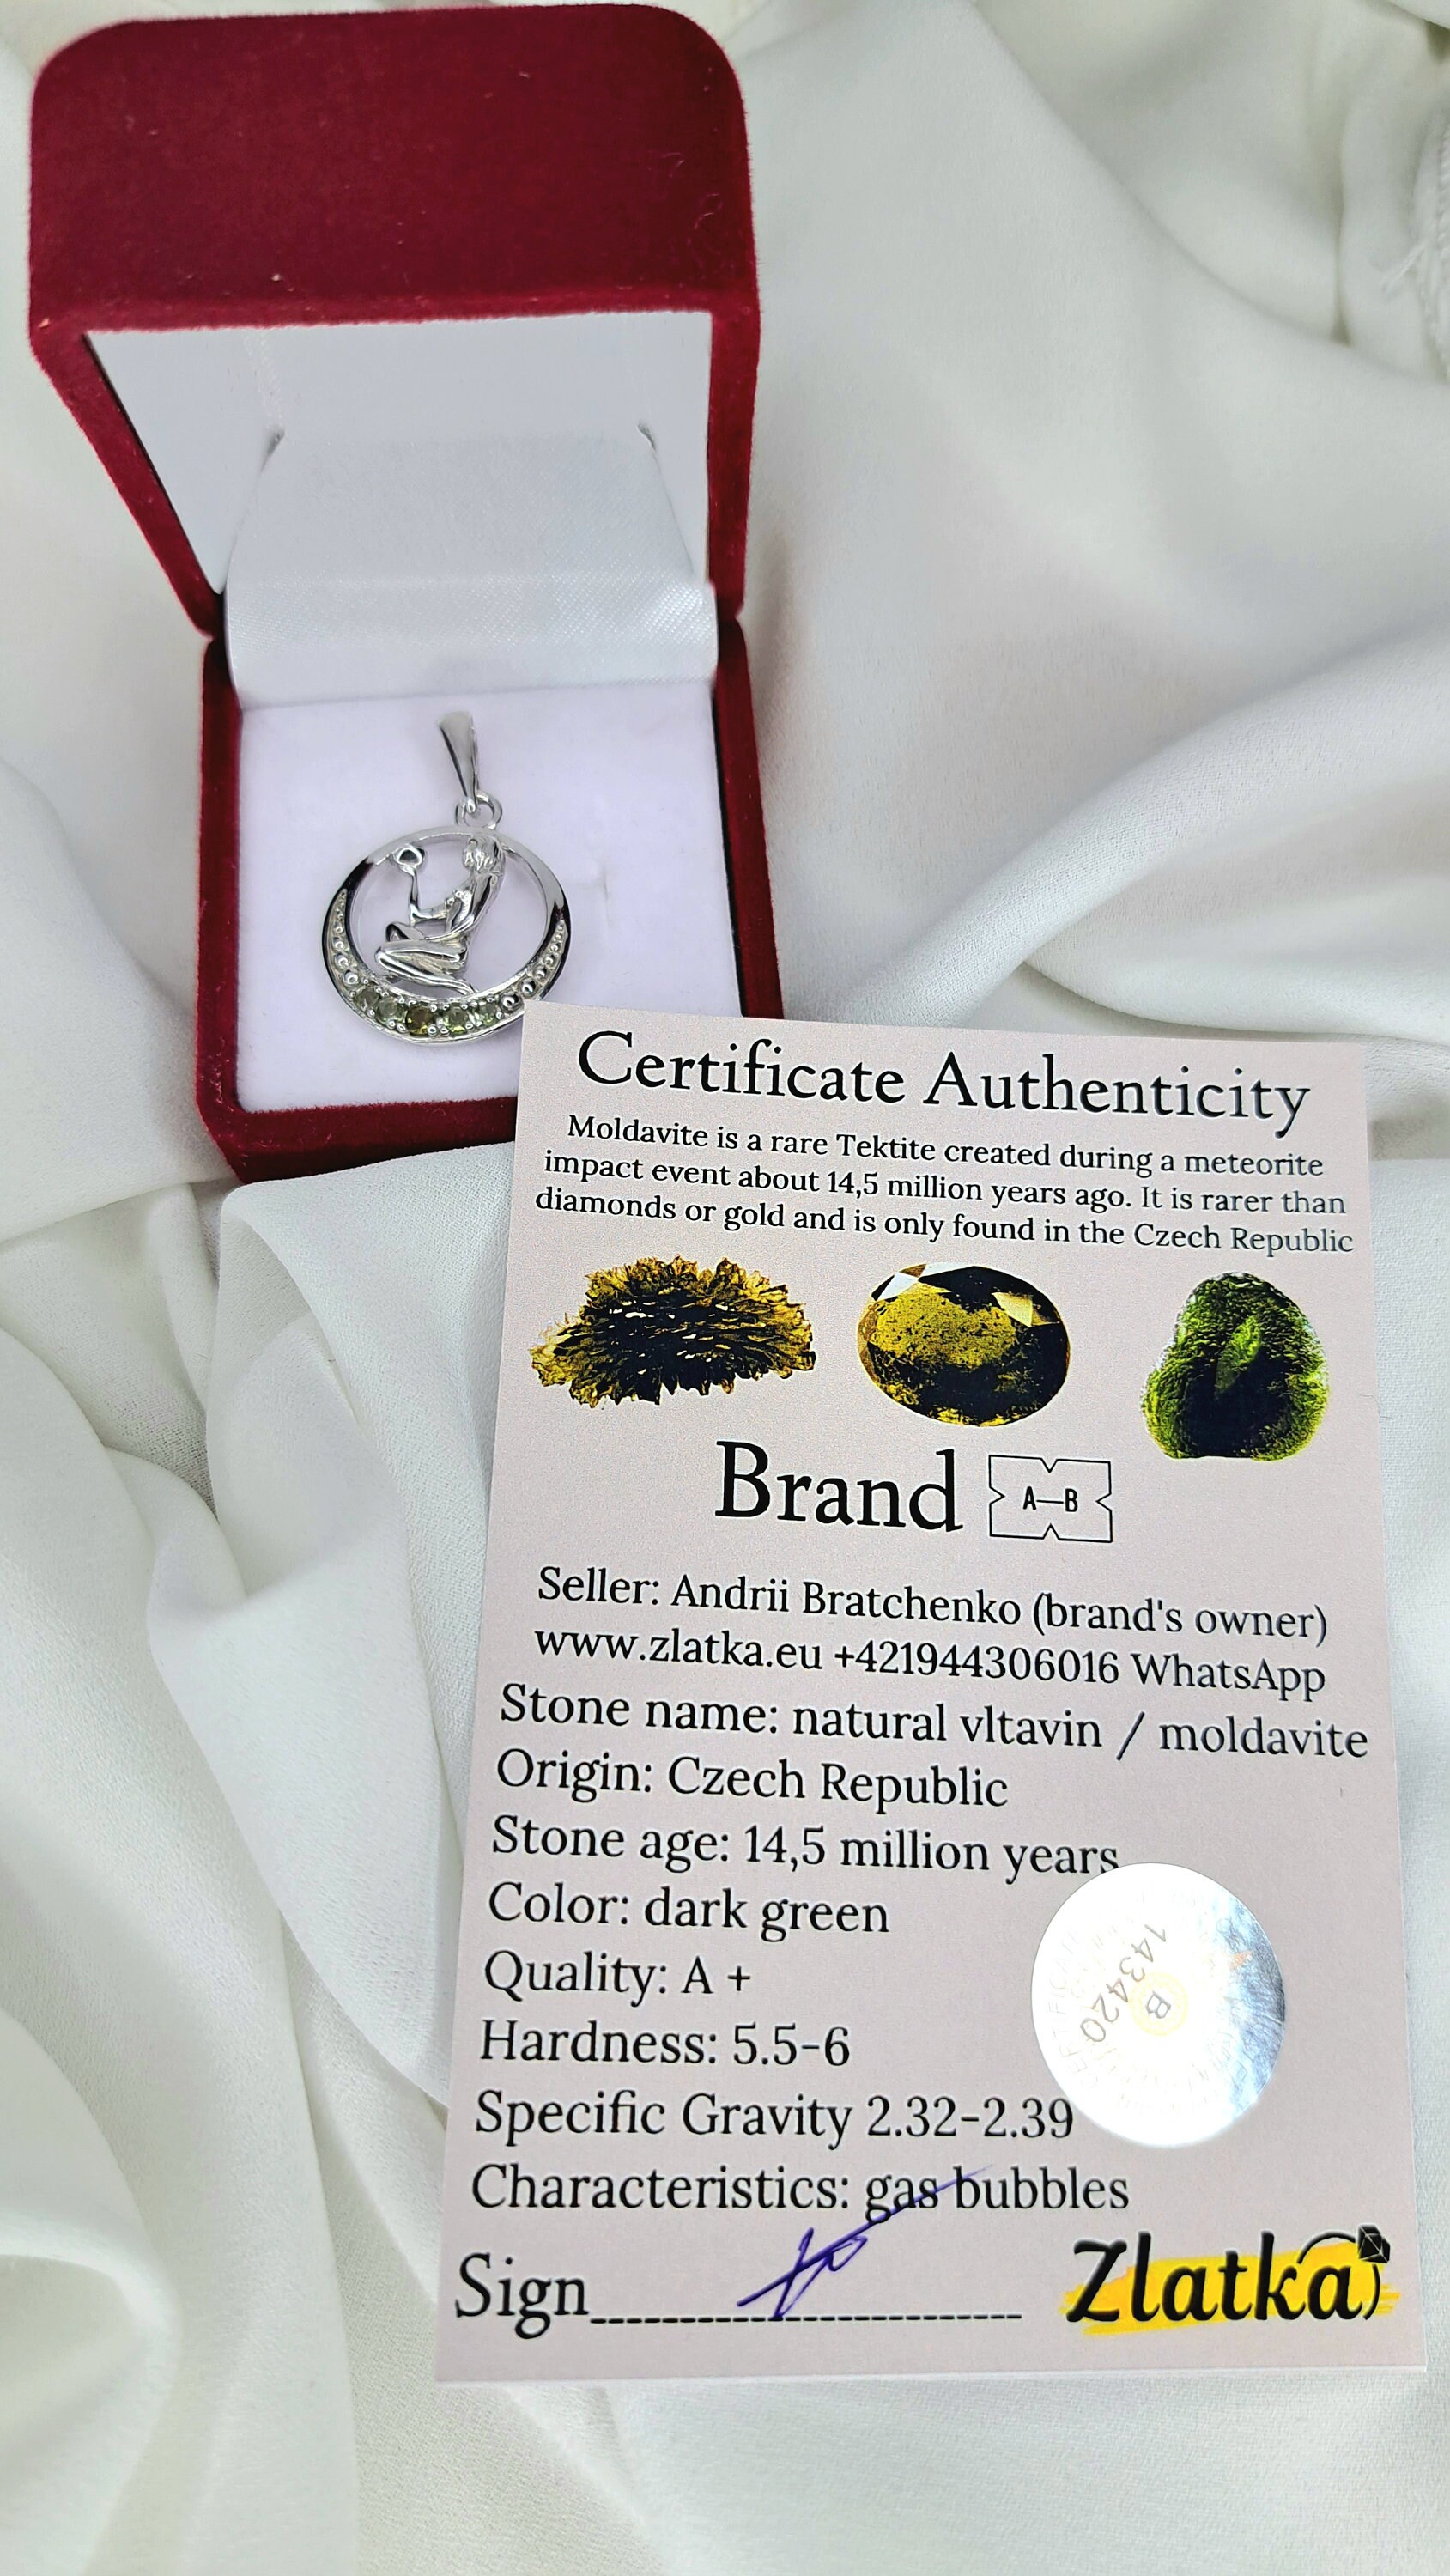 Certificate Authenticity
Moldavite is a rare Tektite created during a meteorite
impact event about 14,5 million years ago. It is rarer than
diamonds or gold and is only found in the Czech Republic
Brand A—B
Seller: Andrii Bratchenko (brand's owner)
www.zlatka.eu +421944306016 WhatsApp
Stone name: natural vltavin / moldavite
Origin: Czech Republic
Stone age: 14,5 million years
Color: dark green
Quality: A +
143420
B
Hardness: 5.5-6
Specific Gravity 2.32-2.39
Characteristics: gas bubbles
Sign
Zlatka